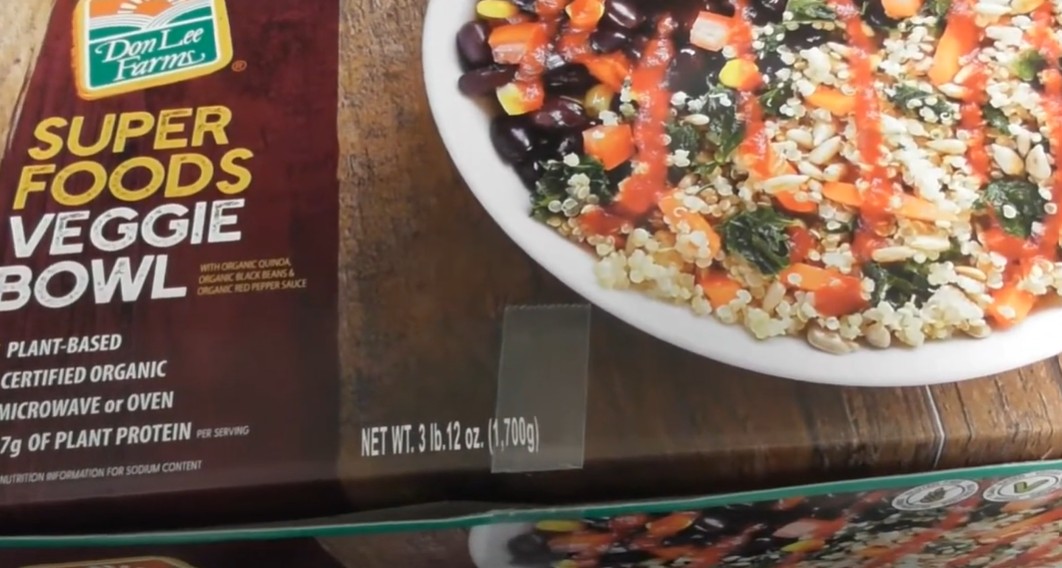 Don Lee
Farms
®
SUPER
FOODS
VEGGIE
BOWL
WITH ORGANIC QUINOA,
ORGANIC BLACK BEANS &
ORGANIC RED PEPPER SAUCE
PLANT-BASED
CERTIFIED ORGANIC
MICROWAVE or OVEN
7g OF PLANT PROTEIN PER SERVING
NUTRITION INFORMATION FOR SODIUM CONTENT
NET WT. 3 lb.12 oz. (1,700g)